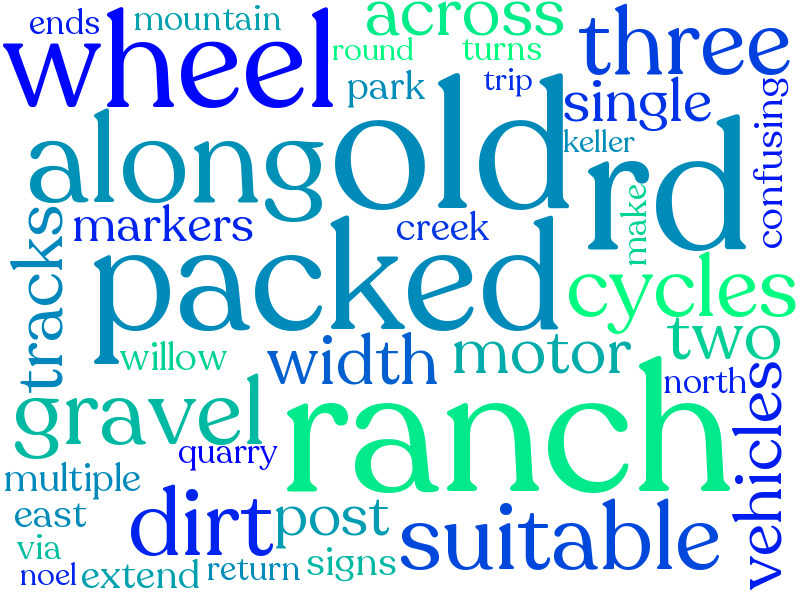 ends
mountain
across
wheel
round
turns
three
park
trip
single
confusing
along
old
keller
rd
tracks
markers
creek
make
packed
cycles
willow
width
motor
two
north
gravel
ranch
vehicles
quarry
multiple
east
dirt
post
suitable
via
noel
extend
return
signs